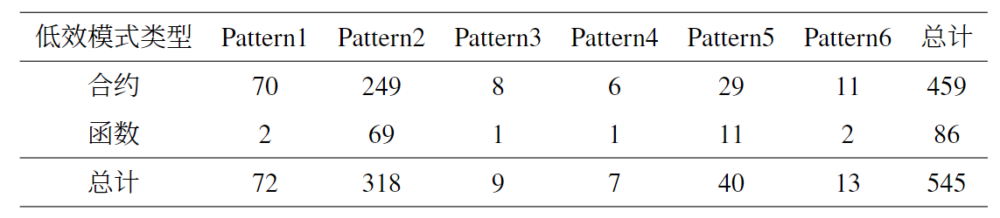 低效模式类型 Pattern1 Pattern2 Pattern3 Pattern4 Pattern5 Pattern6 总计
合约 70 249 8 6 29 11 459
函数 2 69 1 1 11 2 86
总计 72 318 9 7 40 13 545